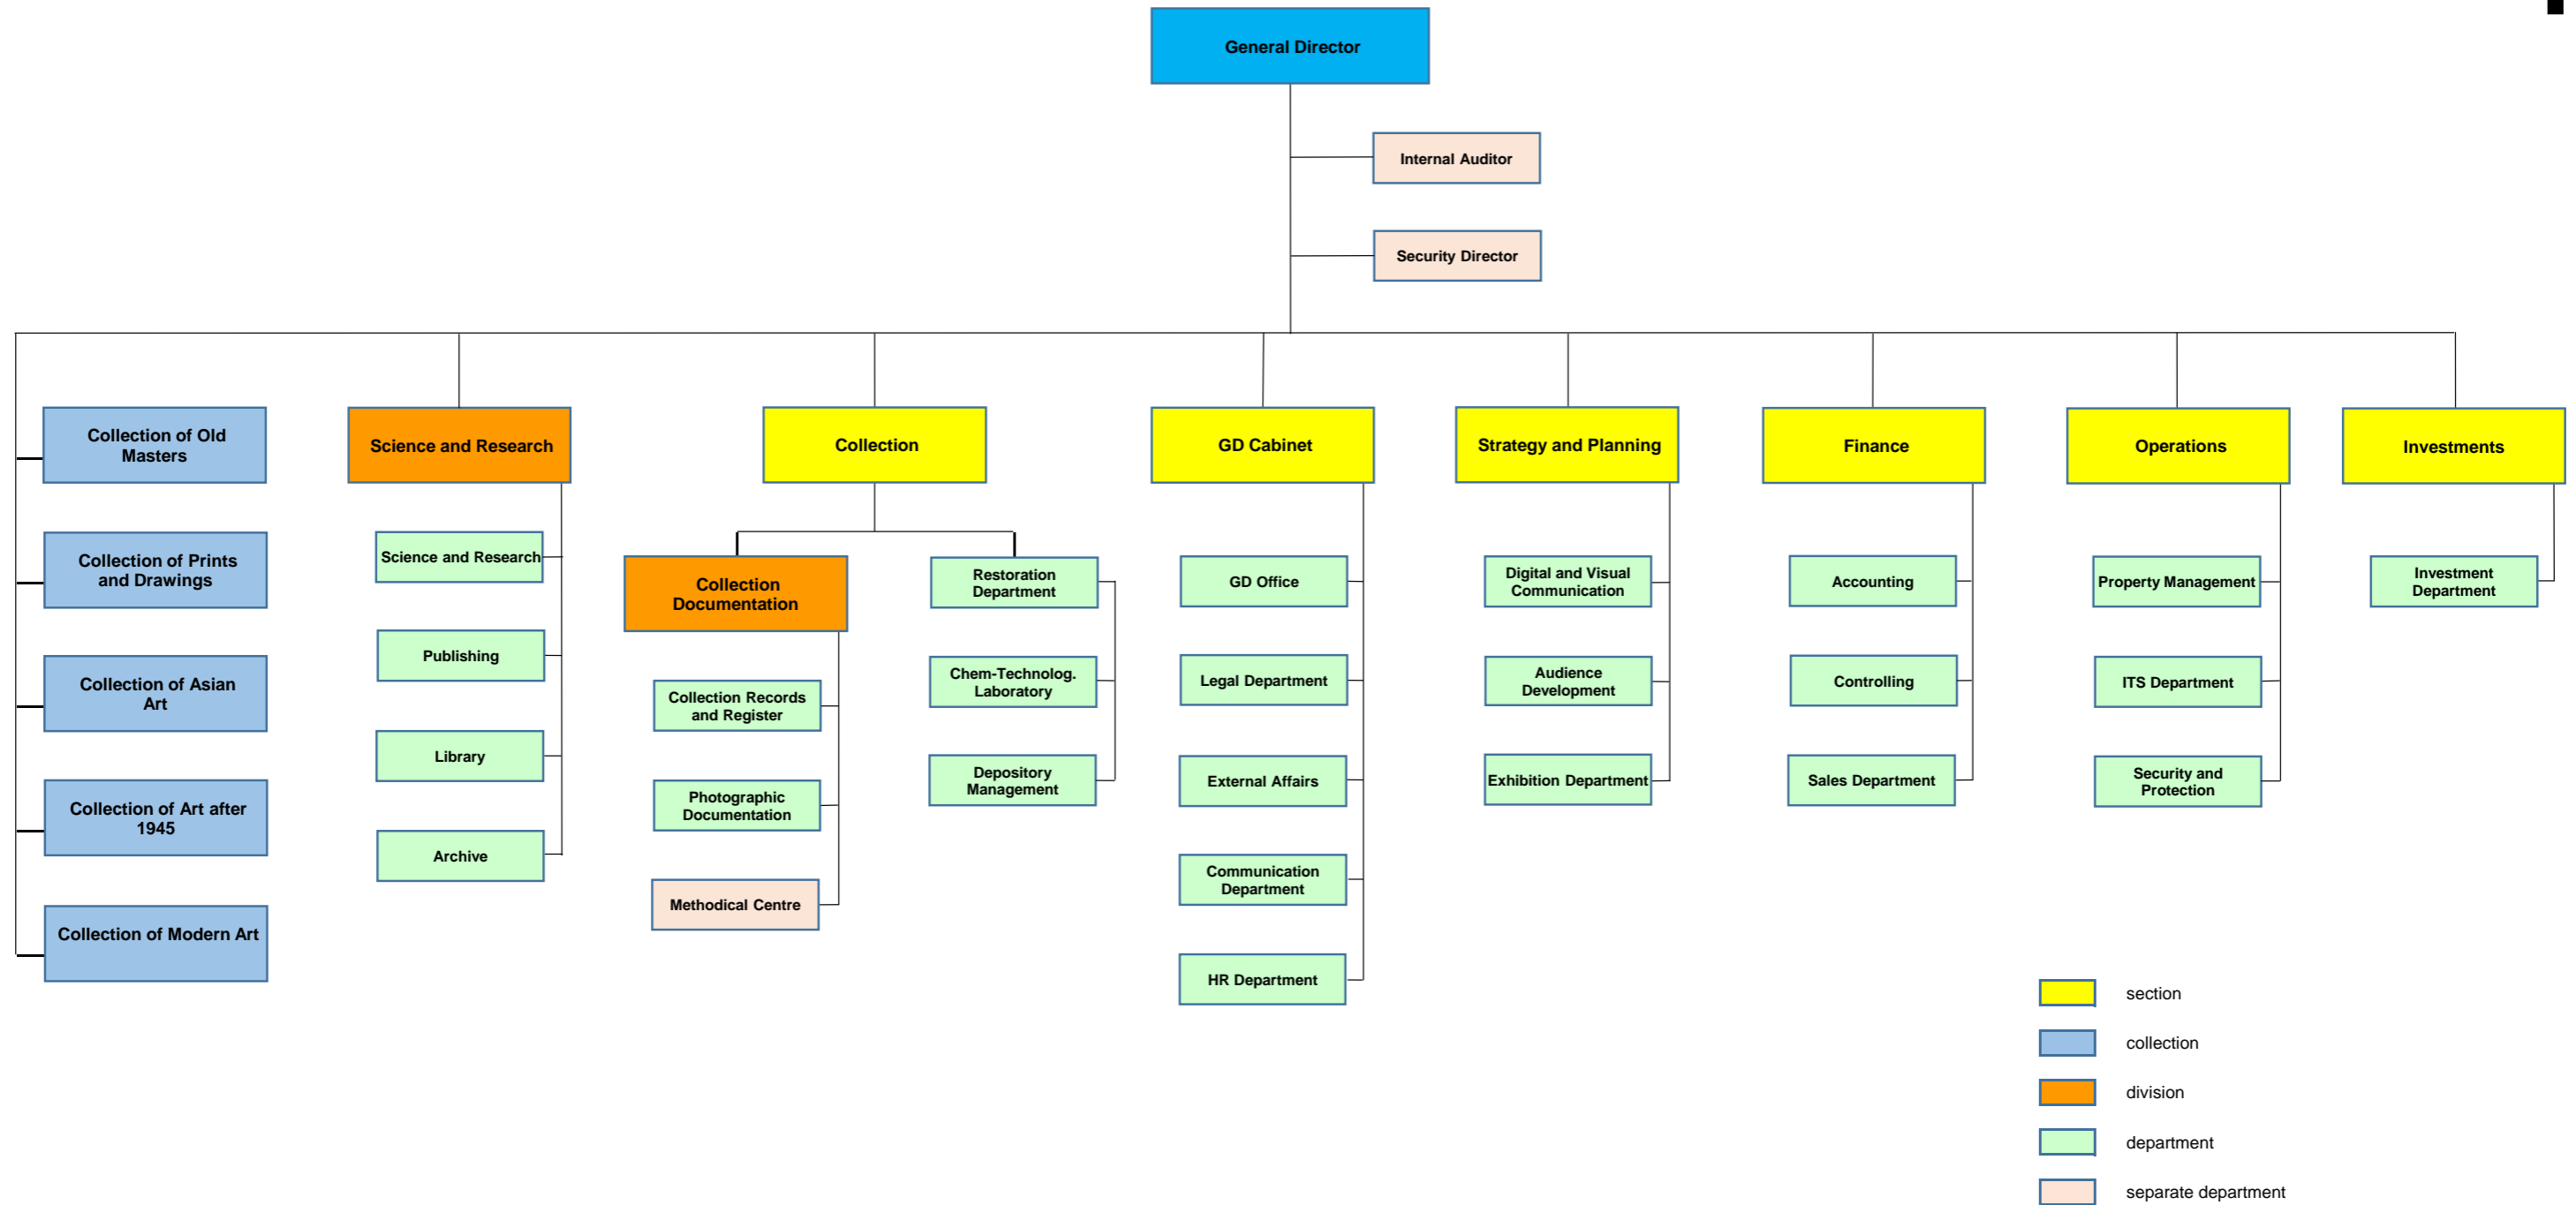 General Director
Internal Auditor
Security Director
Collection of Old
Masters
Collection of Prints
and Drawings
Collection of Asian
Art
Collection of Art after
1945
Collection of Modern Art
Science and Research
Science and Research
Publishing
Library
Archive
Collection
Collection
Documentation
Collection Records
and Register
Photographic
Documentation
Methodical Centre
Restoration
Department
Chem-Technolog.
Laboratory
Depository
Management
GD Cabinet
GD Office
Legal Department
External Affairs
Communication
Department
HR Department
Strategy and Planning
Digital and Visual
Communication
Audience
Development
Exhibition Department
Finance
Accounting
Controlling
Sales Department
Operations
Property Management
ITS Department
Security and
Protection
Investments
Investment
Department
section
collection
division
department
separate department